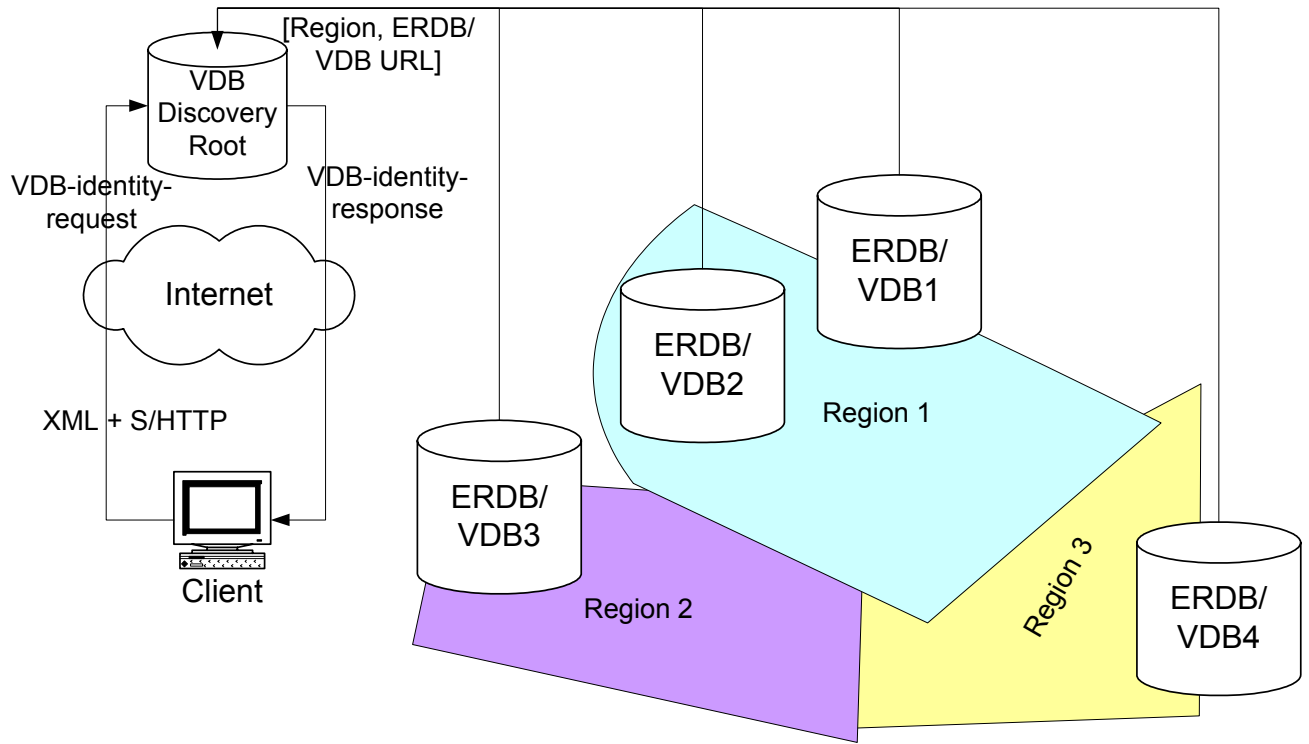 [Region, ERDB/
VDB URL]
VDB
Discovery
Root
VDB-identity-
request
VDB-identity-
response
Internet
XML + S/HTTP
Client
ERDB/
VDB1
ERDB/
VDB2
Region 1
ERDB/
VDB3
Region 2
Region 3
ERDB/
VDB4